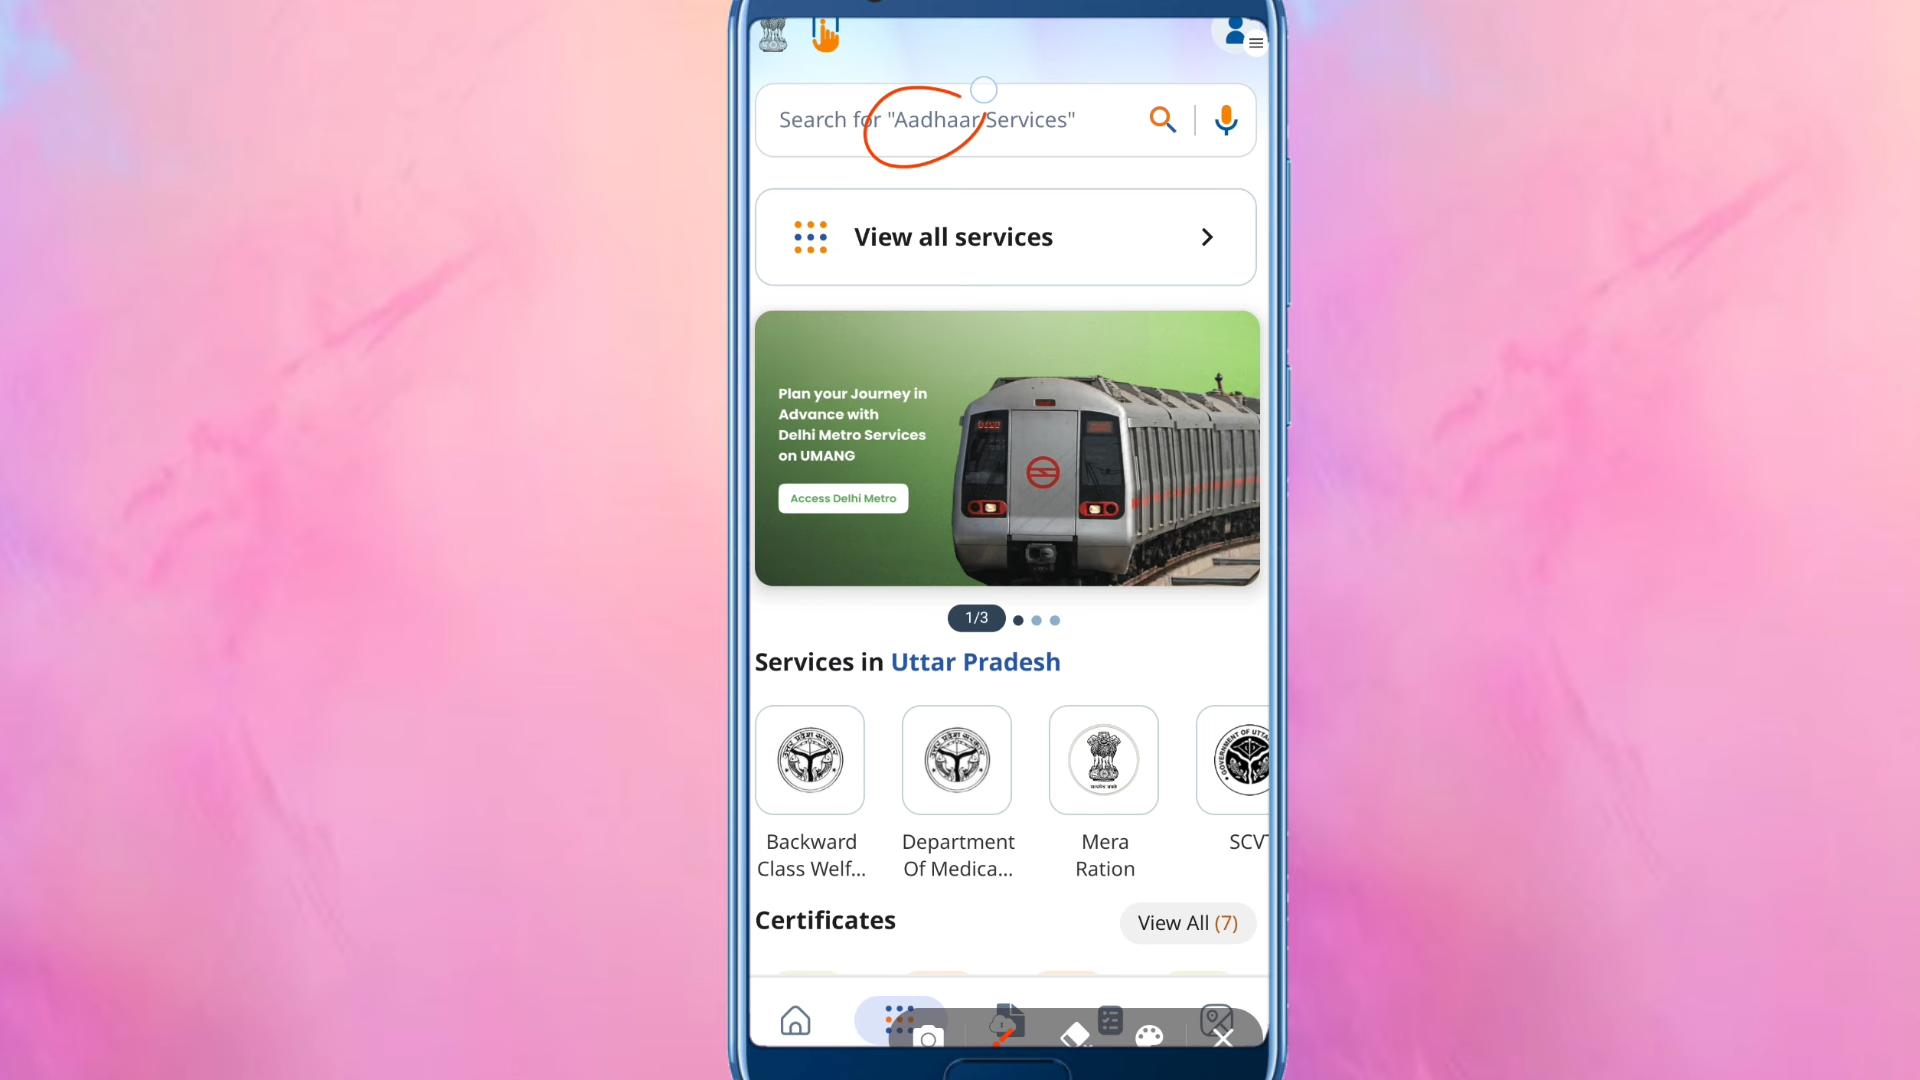 Search for "Aadhaar Services"
View all services
Plan your Journey in
Advance with
Delhi Metro Services
on UMANG
Access Delhi Metro
1/3
Services in Uttar Pradesh
Backward
Class Welf...
Department
Of Medica...
Mera
Ration
SCVT
Certificates
View All (7)